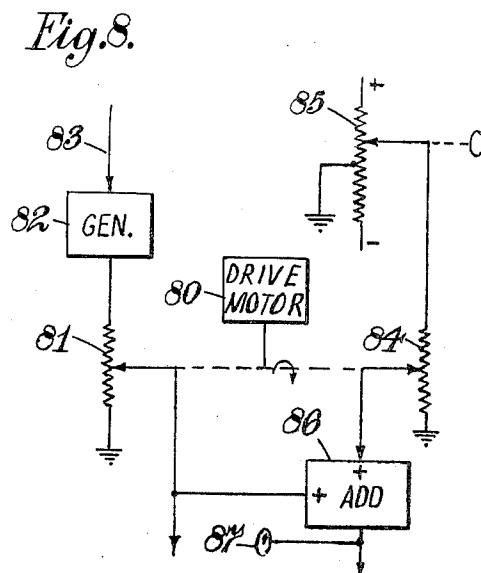 Fig. 8.
83
82
GEN.
85
+
-
DRIVE
MOTOR
80
81
84
86
+
+
ADD
87